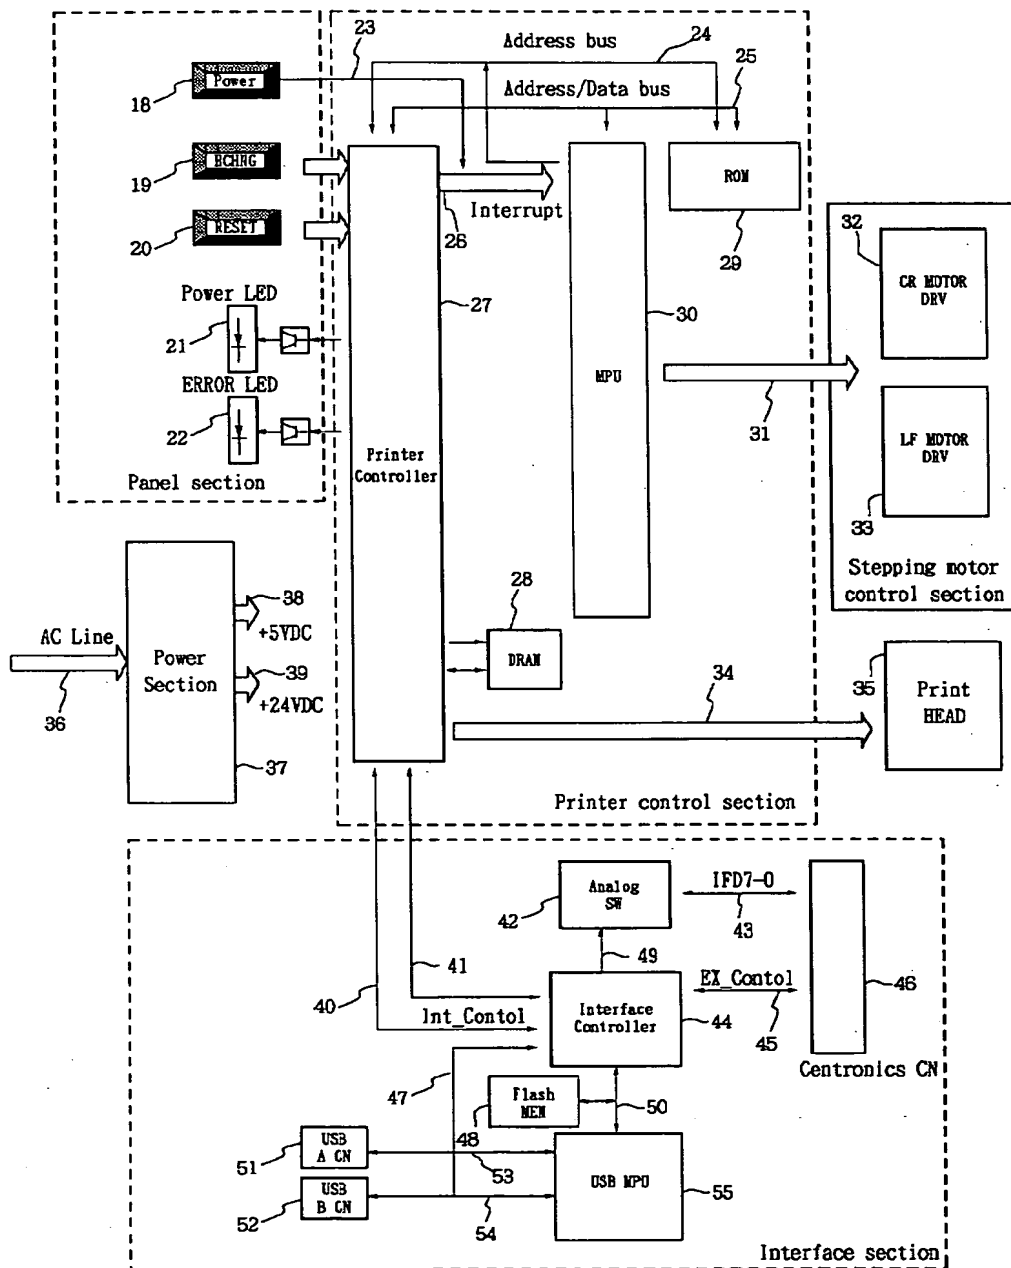 23
Address bus
24
25
Power
18
Address/Data bus
BCHNG
19
RESET
20
26
Interrupt
ROM
29
32
CR MOTOR
DRV
Power LED
21
27
30
ERROR LED
22
MPU
31
LF MOTOR
DRV
33
Printer
Controller
Panel section
Stepping motor
control section
38
+5VDC
AC Line
36
Power
Section
39
+24VDC
37
28
DRAM
34
35
Print
HEAD
Printer control section
Analog
SW
42
IFD7-0
43
41
49
40
EX_Contol
45
46
Int_Contol
Interface
Controller
44
Centronics CN
47
Flash
MEM
48
50
USB
A CN
51
53
USB MPU
55
USB
B CN
52
54
Interface section